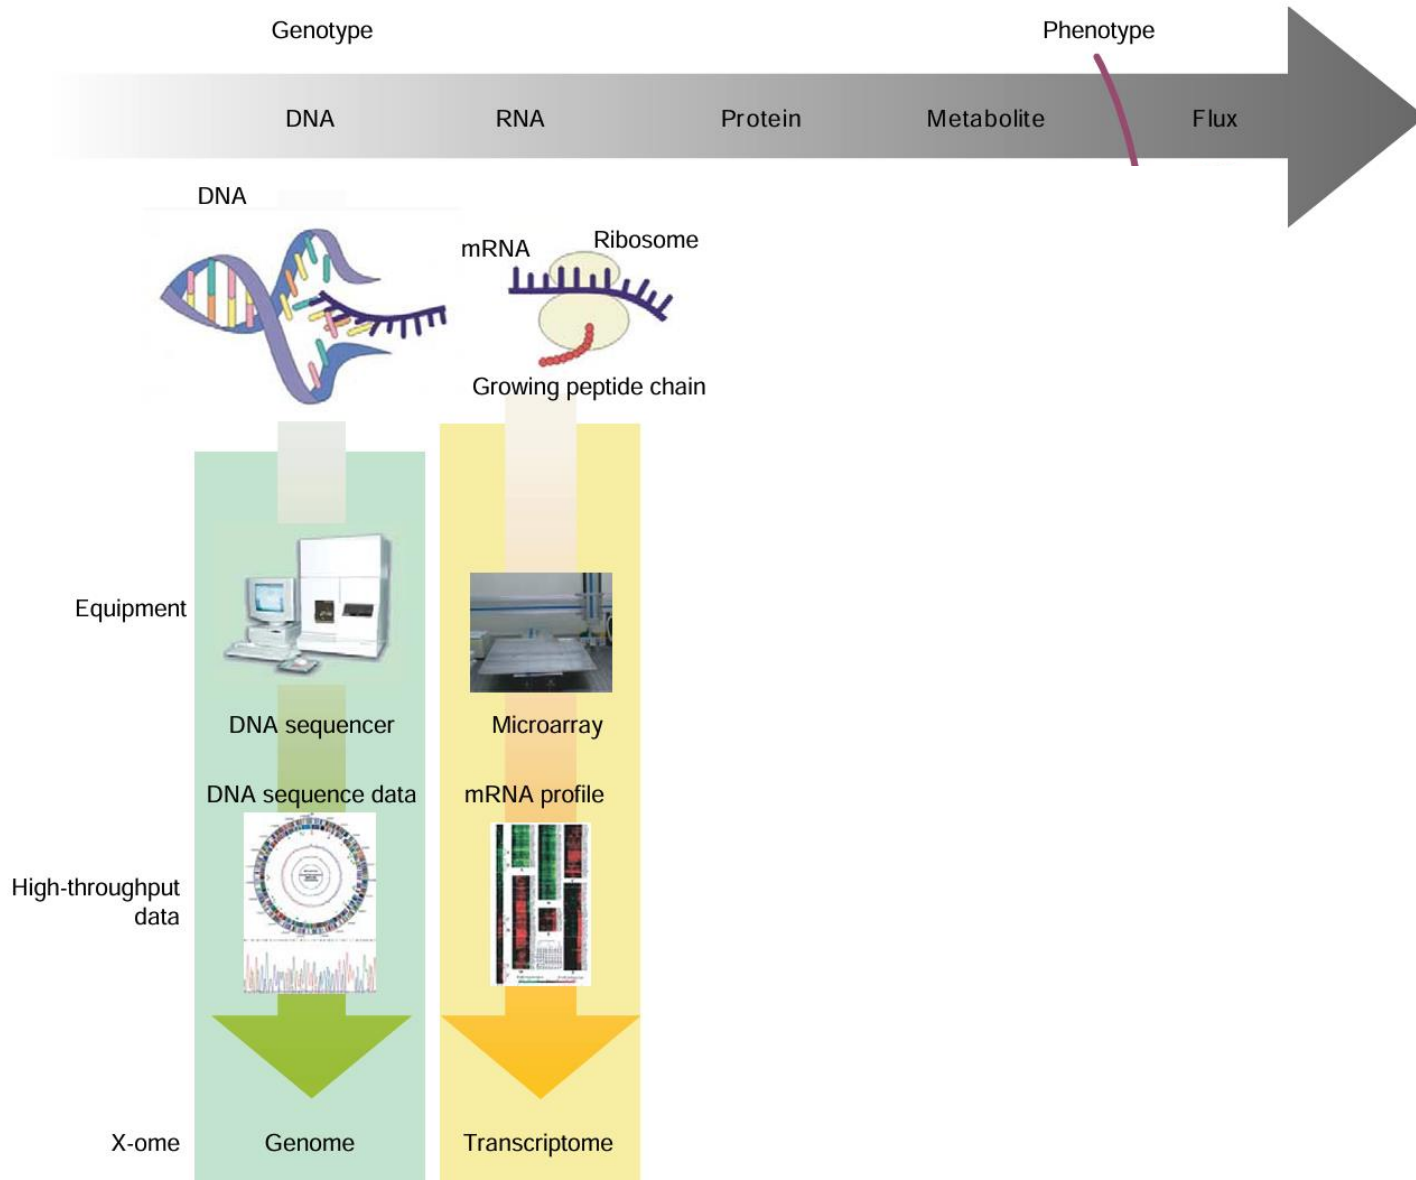 Genotype
Phenotype
DNA
RNA
Protein
Metabolite
Flux
DNA
mRNA
Ribosome
Growing peptide chain
Equipment
DNA sequencer
Microarray
DNA sequence data
mRNA profile
High-throughput
data
X-ome
Genome
Transcriptome